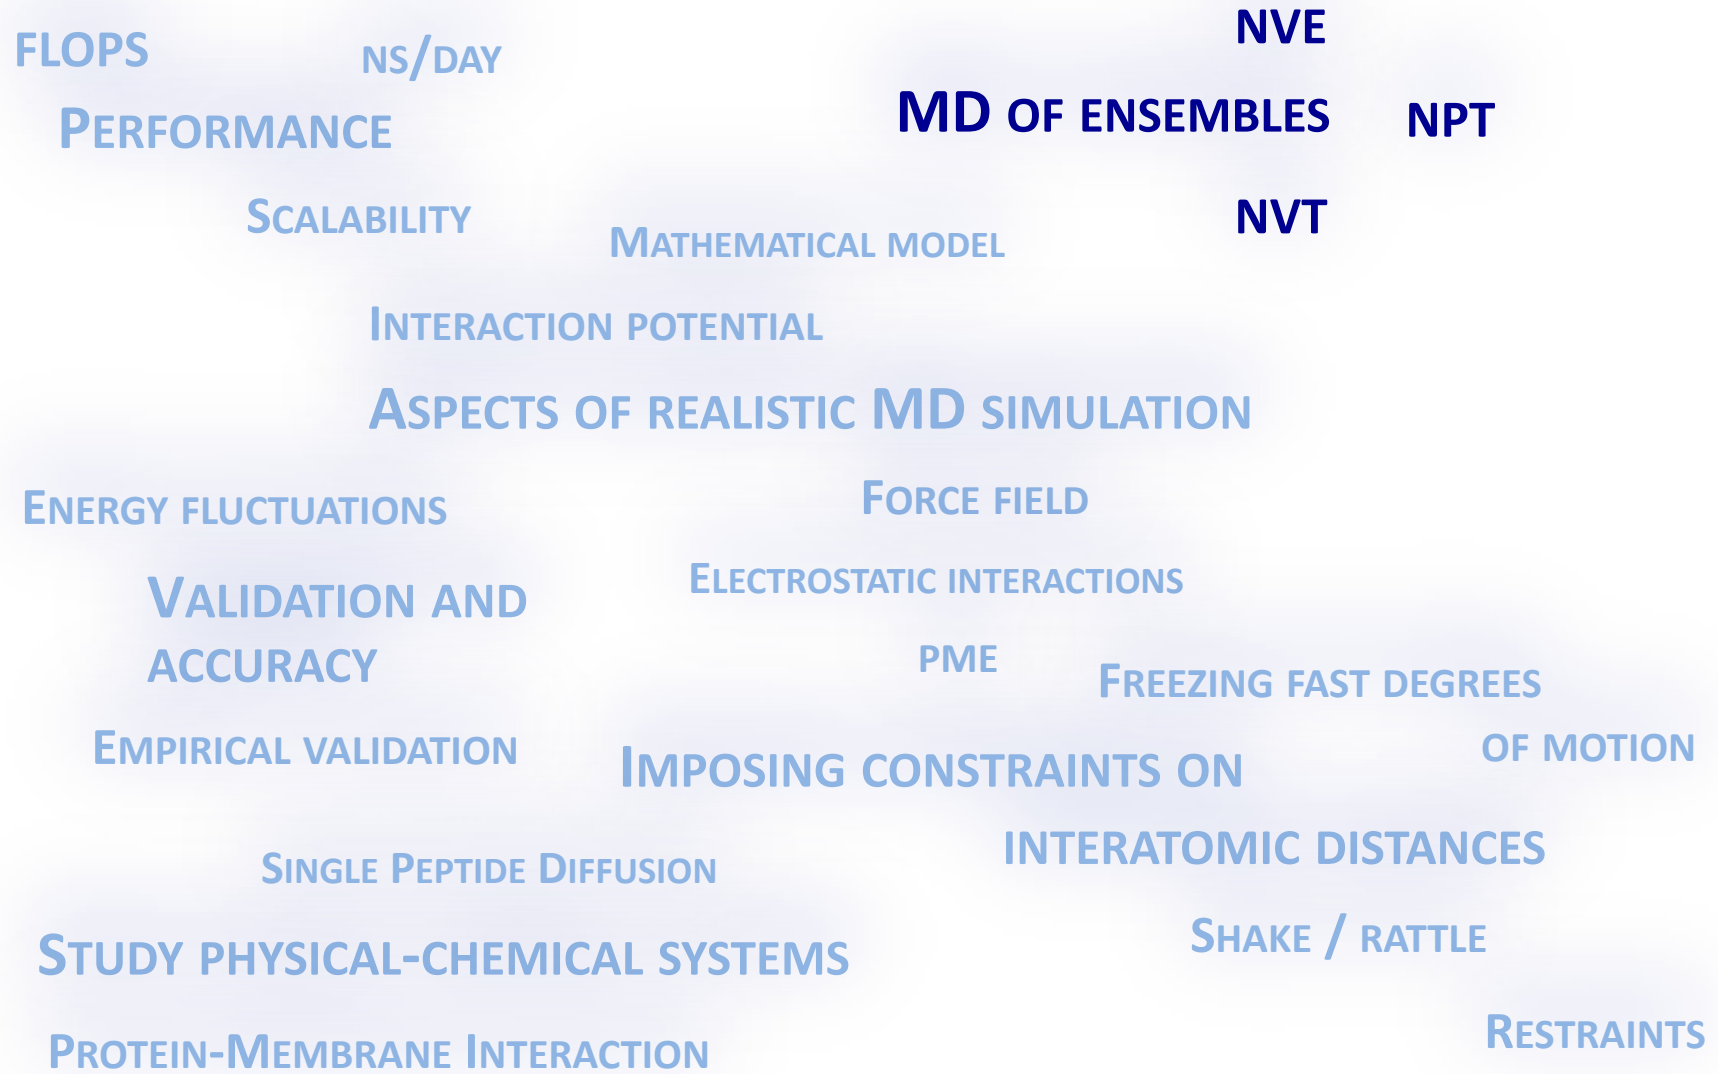 FLOPS
NS/DAY
PERFORMANCE
SCALABILITY
NVE
MD OF ENSEMBLES
NPT
NVT
MATHEMATICAL MODEL
INTERACTION POTENTIAL
ASPECTS OF REALISTIC MD SIMULATION
FORCE FIELD
ELECTROSTATIC INTERACTIONS
PME
ENERGY FLUCTUATIONS
VALIDATION AND
ACCURACY
EMPIRICAL VALIDATION
FREEZING FAST DEGREES
OF MOTION
IMPOSING CONSTRAINTS ON
INTERATOMIC DISTANCES
SHAKE / RATTLE
RESTRAINTS
SINGLE PEPTIDE DIFFUSION
STUDY PHYSICAL-CHEMICAL SYSTEMS
PROTEIN-MEMBRANE INTERACTION